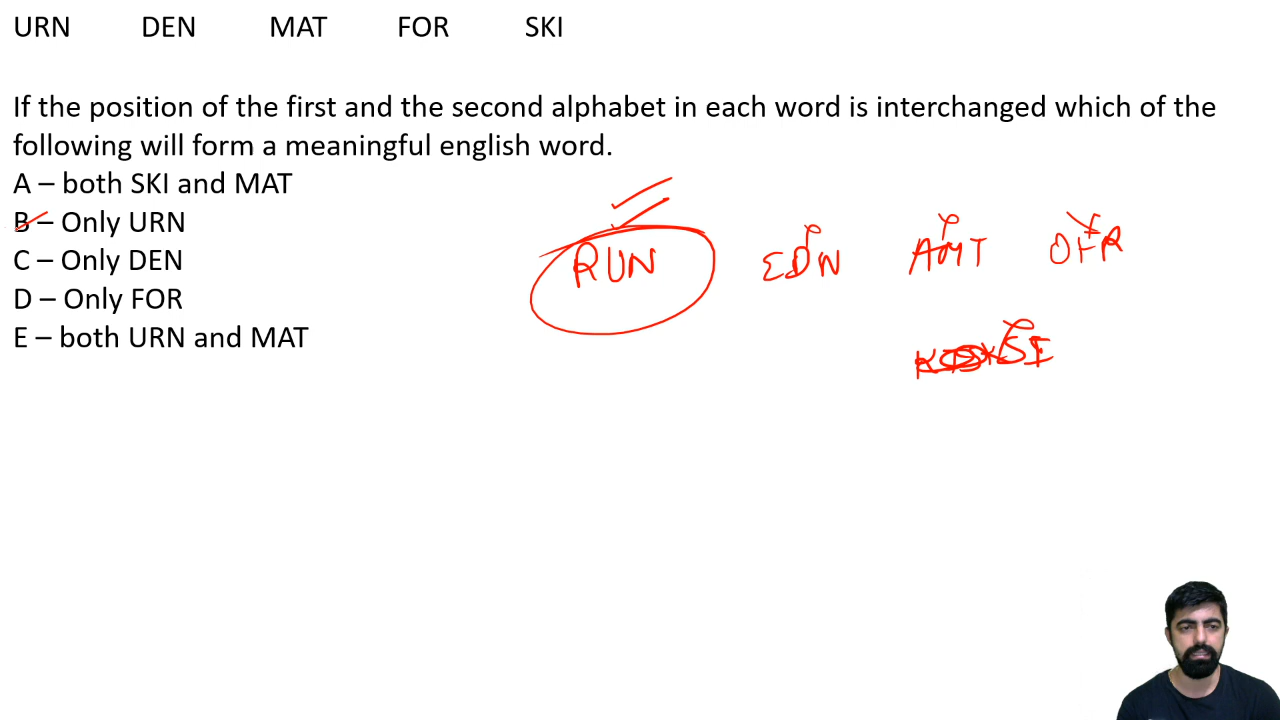 URN DEN MAT FOR SKI
If the position of the first and the second alphabet in each word is interchanged which of the
following will form a meaningful english word.
A – both SKI and MAT
B – Only URN
C – Only DEN
D – Only FOR
E – both URN and MAT
RUN EDN AMT OFR
KSI